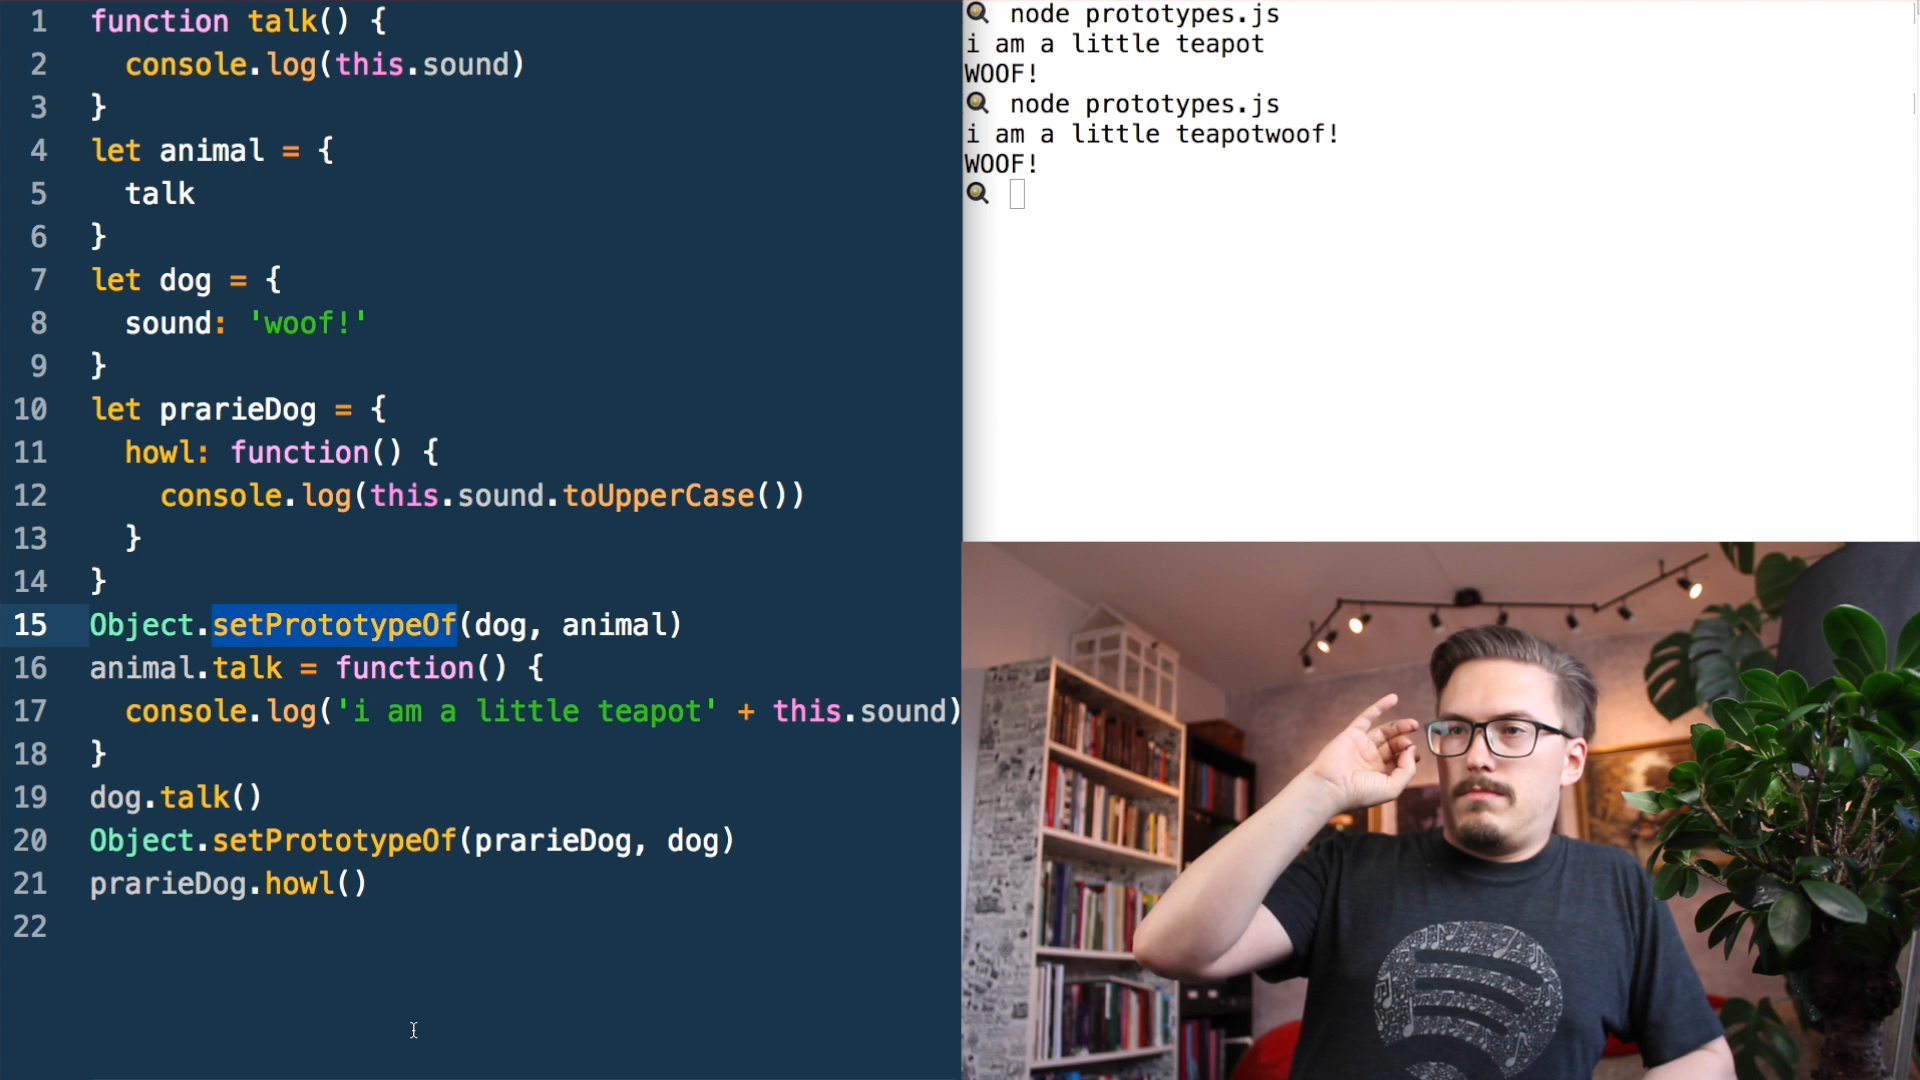 1 function talk() {
2 console.log(this.sound)
3 }
4 let animal = {
5 talk
6 }
7 let dog = {
8 sound: 'woof!'
9 }
10 let prarieDog = {
11 howl: function() {
12 console.log(this.sound.toUpperCase())
13 }
14 }
15 Object.setPrototypeOf(dog, animal)
16 animal.talk = function() {
17 console.log('i am a little teapot' + this.sound)
18 }
19 dog.talk()
20 Object.setPrototypeOf(prarieDog, dog)
21 prarieDog.howl()
22
node prototypes.js
i am a little teapot
WOOF!
node prototypes.js
i am a little teapotwoof!
WOOF!